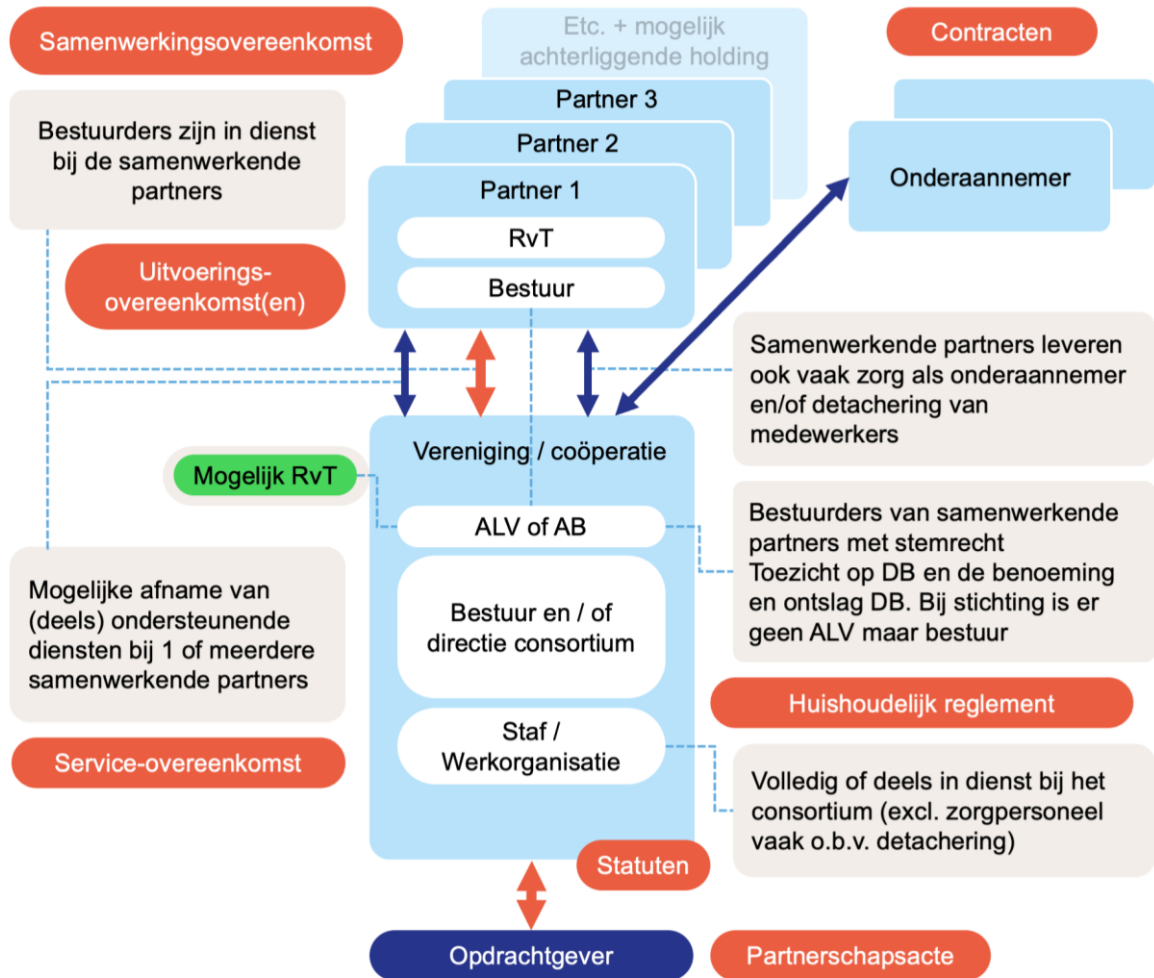 Samenwerkingsovereenkomst
Etc. + mogelijk
achterliggende holding
Contracten
Partner 3
Bestuurders zijn in dienst
bij de samenwerkende
partners
Partner 2
Partner 1
Onderaannemer
RvT
Bestuur
Uitvoerings-
overeenkomst(en)
Samenwerkende partners leveren
ook vaak zorg als onderaannemer
en/of detachering van
medewerkers
Vereniging / coöperatie
Mogelijk RvT
ALV of AB
Bestuurders van samenwerkende
partners met stemrecht
Toezicht op DB en de benoeming
en ontslag DB. Bij stichting is er
geen ALV maar bestuur
Mogelijke afname van
(deels) ondersteunende
diensten bij 1 of meerdere
samenwerkende partners
Bestuur en / of
directie consortium
Huishoudelijk reglement
Service-overeenkomst
Staf /
Werkorganisatie
Volledig of deels in dienst bij het
consortium (excl. zorgpersoneel
vaak o.b.v. detachering)
Statuten
Opdrachtgever
Partnerschapsacte